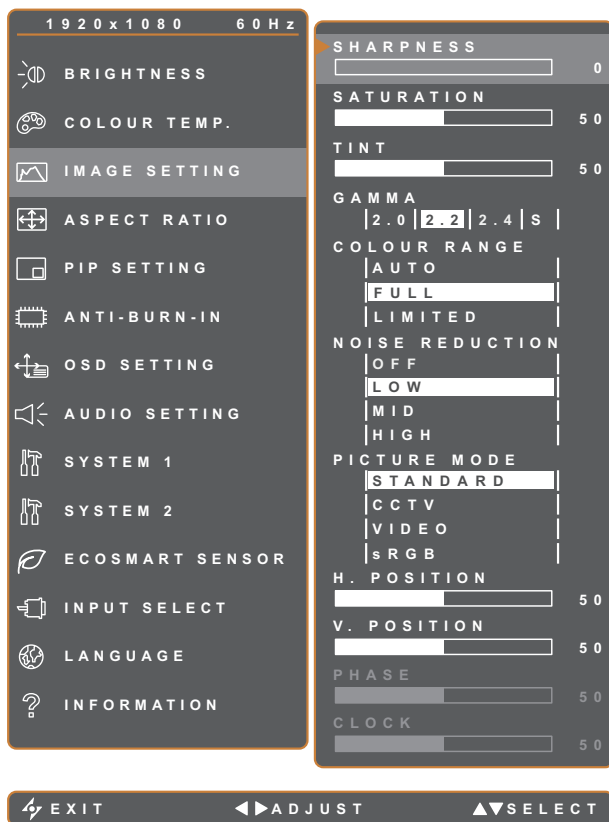 1920x1080 60Hz
BRIGHTNESS
COLOUR TEMP.
IMAGE SETTING
ASPECT RATIO
PIP SETTING
ANTI-BURN-IN
OSD SETTING
AUDIO SETTING
SYSTEM 1
SYSTEM 2
ECOSMART SENSOR
INPUT SELECT
LANGUAGE
INFORMATION
SHARPNESS
0
SATURATION
50
TINT
50
GAMMA
2.0 2.2 2.4 S
COLOUR RANGE
AUTO
FULL
LIMITED
NOISE REDUCTION
OFF
LOW
MID
HIGH
PICTURE MODE
STANDARD
CCTV
VIDEO
sRGB
H. POSITION
50
V. POSITION
50
PHASE
50
CLOCK
50
EXIT ADJUST SELECT